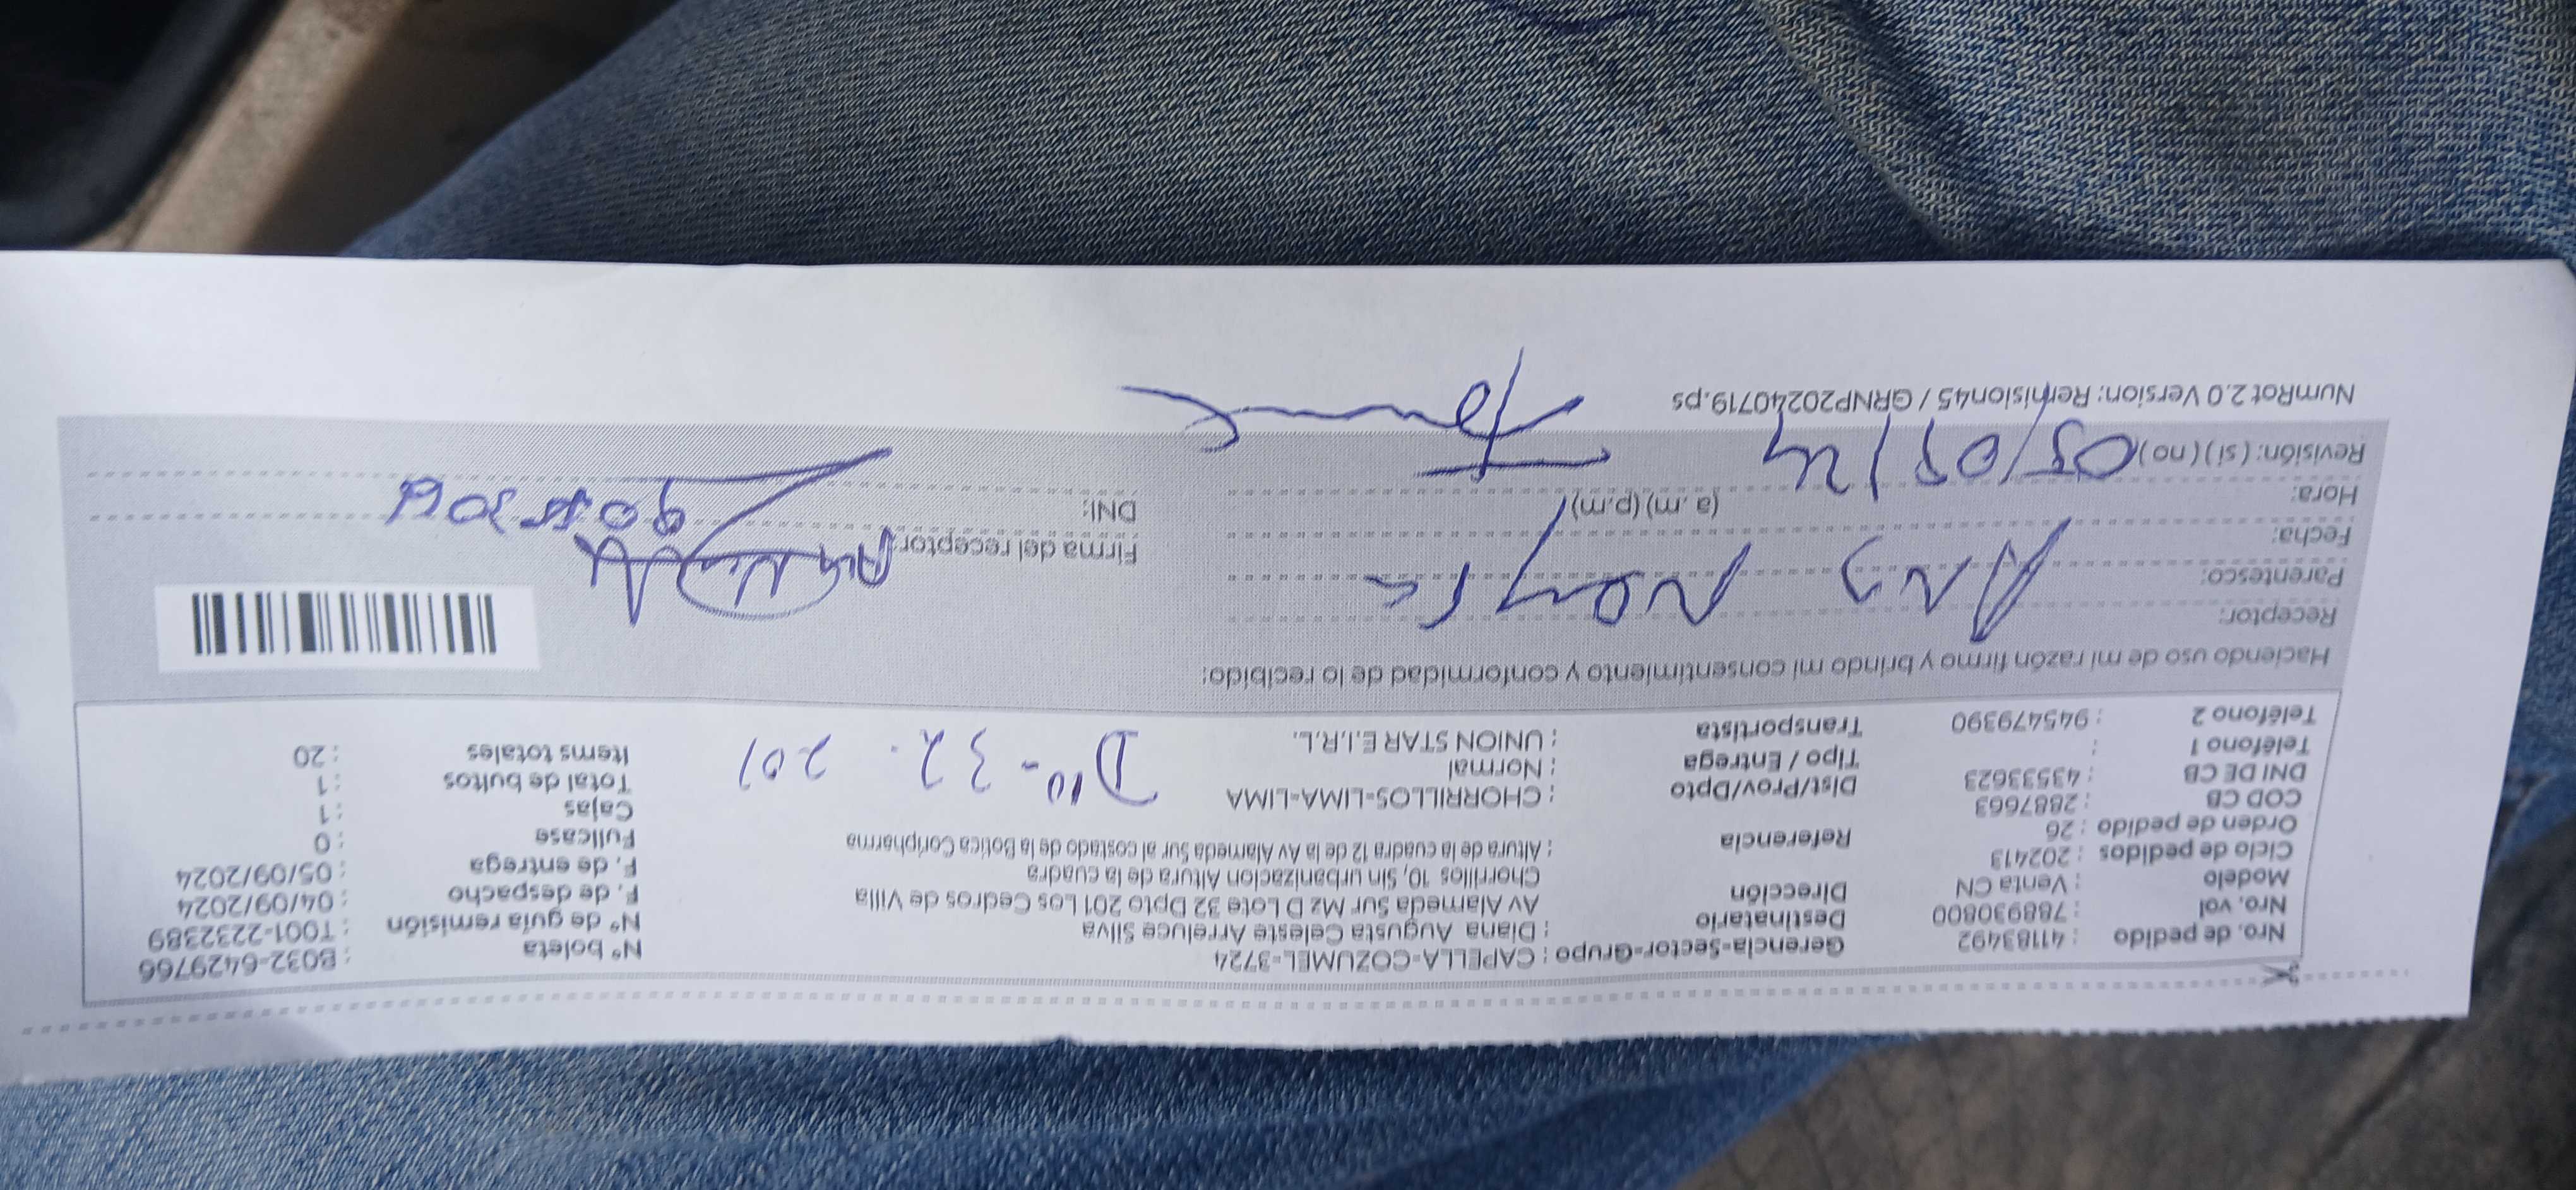 Nro. de pedido : 41183492
Nro. vol : 788930800
Modelo : Venta CN
Ciclo de pedidos : 202413
Orden de pedido : 26
COD CB : 2887663
DNI DE CB : 43533623
Teléfono 1 :
Teléfono 2 : 945479390
Gerencia-Sector-Grupo : CAPELLA-COZUMEL-3724
Destinatario : Diana Augusta Celeste Arreluce Silva
Dirección Av Alameda Sur Mz D Lote 32 Dpto 201 Los Cedros de Villa
Chorrillos 10, Sin urbanizacion Altura de la cuadra
Referencia : Altura de la cuadra 12 de la Av Alameda Sur al costado de la Botica Coripharma
Dist/Prov/Dpto : CHORRILLOS-LIMA-LIMA
Tipo / Entrega : Normal
Transportista : UNION STAR E.I.R.L.
N° boleta : B032-6429766
N° de guía remisión : T001-2232389
F. de despacho : 04/09/2024
F. de entrega : 05/09/2024
Fullcase : 0
Cajas : 1
Total de bultos : 1
Items totales : 20
32. 201
Haciendo uso de mi razón firmo y brindo mi consentimiento y conformidad de lo recibido:
Receptor:
Parentesco:
Fecha:
Hora: (a.m) (p.m)
Revisión: (si) (no) 05/09/24
Firma del receptor:
DNI:
NumRot 2.0 Version: Remision45 / GRNP20240719.ps